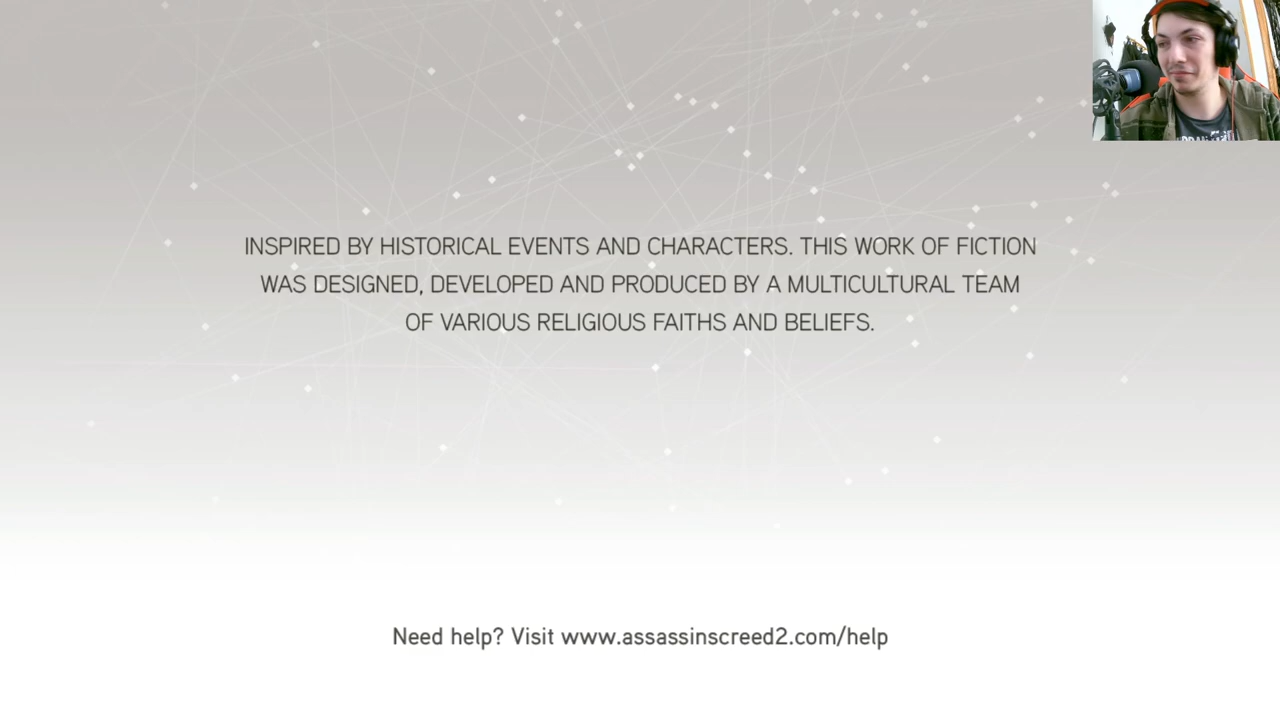 INSPIRED BY HISTORICAL EVENTS AND CHARACTERS. THIS WORK OF FICTION
WAS DESIGNED, DEVELOPED AND PRODUCED BY A MULTICULTURAL TEAM
OF VARIOUS RELIGIOUS FAITHS AND BELIEFS.
Need help? Visit www.assassinscreed2.com/help